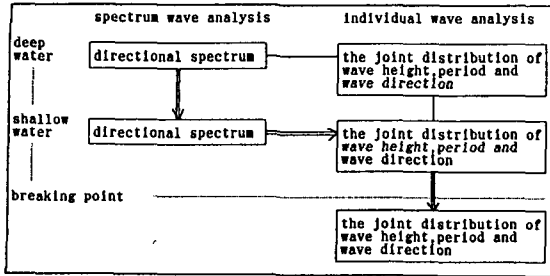 spectrum wave analysis individual wave analysis
deep water
directional spectrum
the joint distribution of
wave height,period and
wave direction
shallow water
directional spectrum
the joint distribution of
wave height,period and
wave direction
breaking point
the joint distribution of
wave height,period and
wave direction